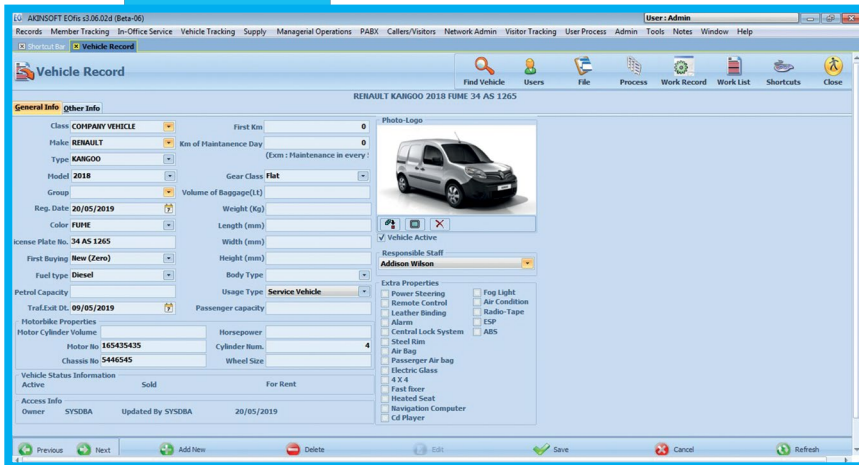 AKINSOFT EOfis s3.06.02d (Beta-06)
User : Admin
Records Member Tracking In-Office Service Vehicle Tracking Supply Managerial Operations PABX Callers/Visitors Network Admin Visitor Tracking User Process Admin Tools Notes Window Help
Shortcut Bar Vehicle Record
Vehicle Record
Find Vehicle Users File Process Work Record Work List Shortcuts Close
RENAULT KANGOO 2018 FUME 34 AS 1265
General Info Other Info
Class COMPANY VEHICLE
Make RENAULT
Type KANGOO
Model 2018
Group
Reg. Date 20/05/2019
Color FUME
icense Plate No. 34 AS 1265
First Buying New (Zero)
Fuel type Diesel
Petrol Capacity
Traf.Exit Dt. 09/05/2019
First Km 0
Km of Maintanence Day 0
(Exm : Maintenance in every
Gear Class Flat
Volume of Baggage(Lt)
Weight (Kg)
Length (mm)
Width (mm)
Height (mm)
Body Type
Usage Type Service Vehicle
Passenger capacity
Motorbike Properties
Motor Cylinder Volume
Motor No 165435435
Chassis No 5446545
Horsepower
Cylinder Num. 4
Wheel Size
Vehicle Status Information
Active Sold For Rent
Access Info
Owner SYSDBA Updated By SYSDBA 20/05/2019
Photo-Logo
Vehicle Active
Responsible Staff
Addison Wilson
Extra Properties
Power Steering
Remote Control
Leather Binding
Alarm
Central Lock System
Steel Rim
Air Bag
Passerger Air bag
Electric Glass
4 X 4
Fast fixer
Heated Seat
Navigation Computer
Cd Player
Fog Light
Air Condition
Radio-Tape
ESP
ABS
Previous Next Add New Delete Edit Save Cancel Refresh